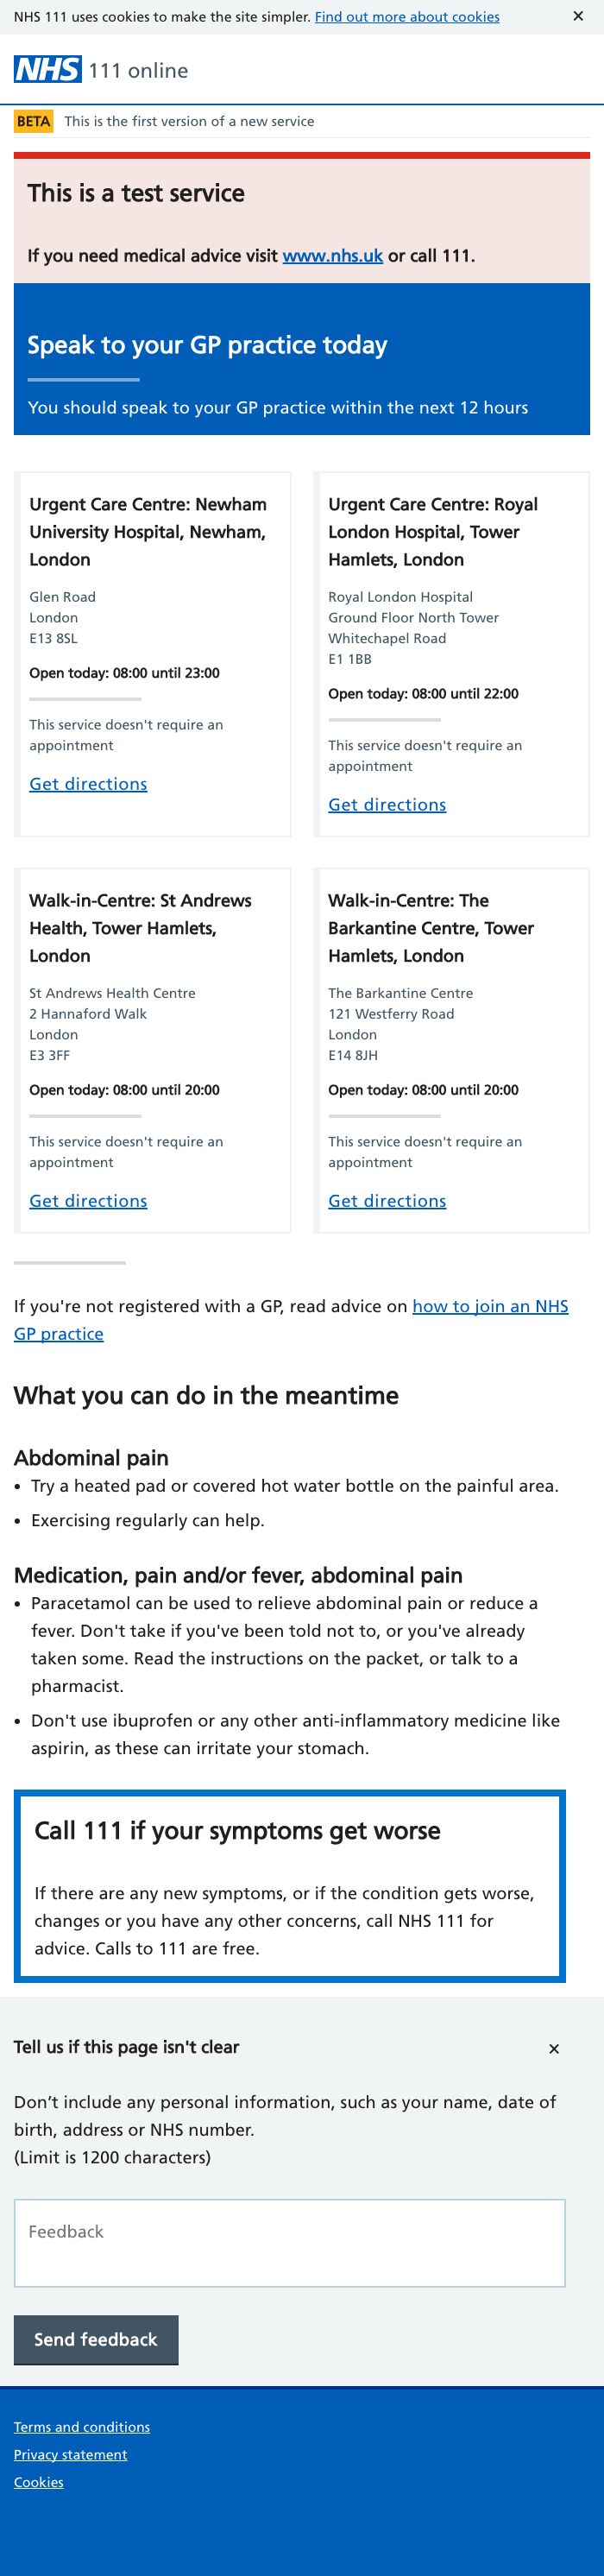 NHS 111 uses cookies to make the site simpler. Find out more about cookies ×
NHS 111 online
BETA This is the first version of a new service
This is a test service
If you need medical advice visit www.nhs.uk or call 111.
Speak to your GP practice today
You should speak to your GP practice within the next 12 hours
Urgent Care Centre: Newham
University Hospital, Newham,
London
Glen Road
London
E13 8SL
Open today: 08:00 until 23:00
This service doesn't require an
appointment
Get directions
Urgent Care Centre: Royal
London Hospital, Tower
Hamlets, London
Royal London Hospital
Ground Floor North Tower
Whitechapel Road
E1 1BB
Open today: 08:00 until 22:00
This service doesn't require an
appointment
Get directions
Walk-in-Centre: St Andrews
Health, Tower Hamlets,
London
St Andrews Health Centre
2 Hannaford Walk
London
E3 3FF
Open today: 08:00 until 20:00
This service doesn't require an
appointment
Get directions
Walk-in-Centre: The
Barkantine Centre, Tower
Hamlets, London
The Barkantine Centre
121 Westferry Road
London
E14 8JH
Open today: 08:00 until 20:00
This service doesn't require an
appointment
Get directions
If you're not registered with a GP, read advice on how to join an NHS
GP practice
What you can do in the meantime
Abdominal pain
• Try a heated pad or covered hot water bottle on the painful area.
• Exercising regularly can help.
Medication, pain and/or fever, abdominal pain
• Paracetamol can be used to relieve abdominal pain or reduce a
fever. Don't take if you've been told not to, or you've already
taken some. Read the instructions on the packet, or talk to a
pharmacist.
• Don't use ibuprofen or any other anti-inflammatory medicine like
aspirin, as these can irritate your stomach.
Call 111 if your symptoms get worse
If there are any new symptoms, or if the condition gets worse,
changes or you have any other concerns, call NHS 111 for
advice. Calls to 111 are free.
Tell us if this page isn't clear ×
Don’t include any personal information, such as your name, date of
birth, address or NHS number.
(Limit is 1200 characters)
Feedback
Send feedback
Terms and conditions
Privacy statement
Cookies